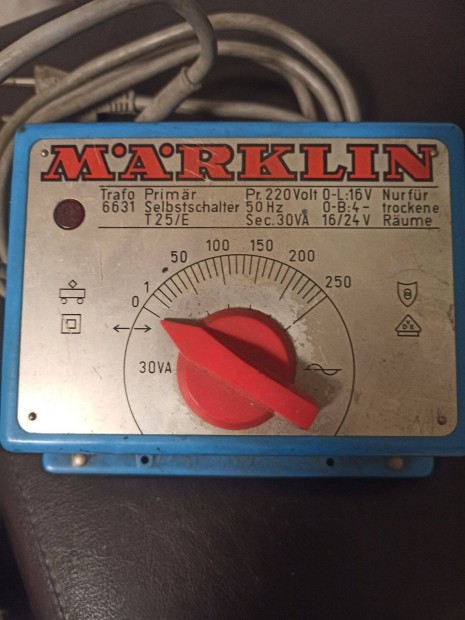 MÄRKLIN
Trafo Primär Pr. 220 Volt 0-L:16V Nur für
6631 Selbstschalter 50 Hz 0-B:4- trockene
T25/E Sec. 30VA 16/24 V Räume
0 1 50 100 150 200 250
30VA